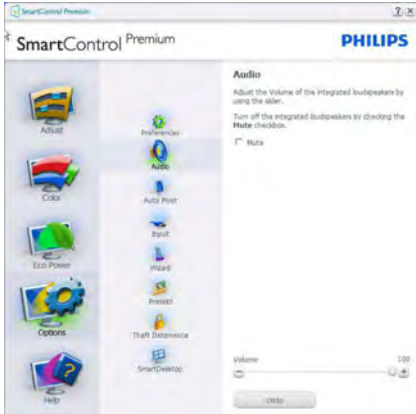 SmartControl Premium
SmartControl Premium
PHILIPS
Adjust
Color
Eco Power
Options
Help
Preferences
Audio
Auto Pivot
Input
Wizard
Presets
Theft Deterrence
SmartDesktop
Audio
Adjust the Volume of the integrated loudspeakers by
using the slider.
Turn off the integrated loudspeakers by checking the
Mute checkbox.
Mute
Volume
100
Undo